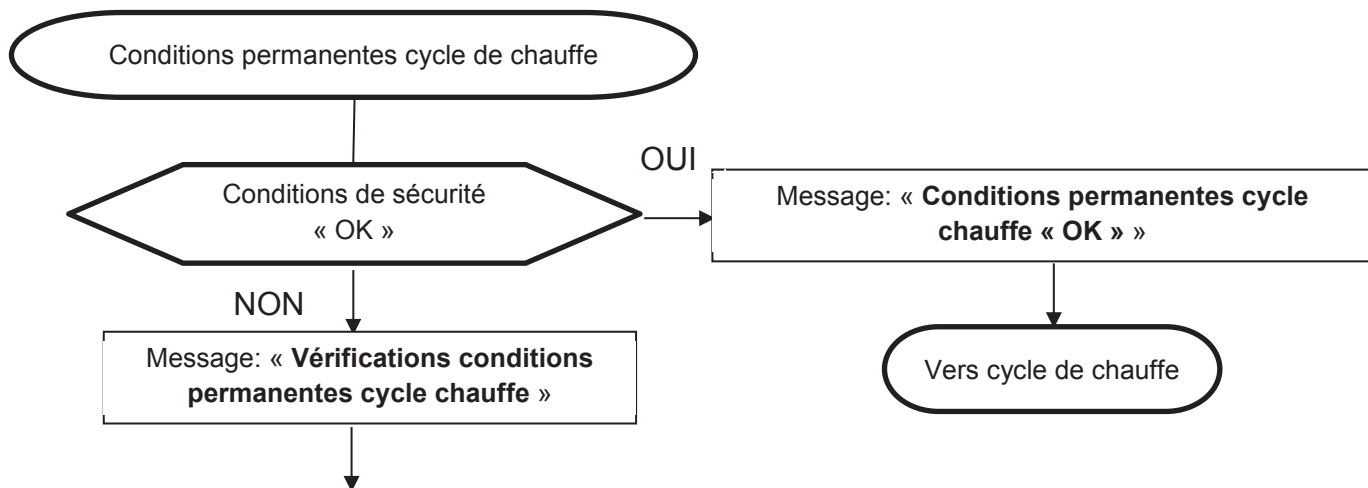 Conditions permanentes cycle de chauffe
Conditions de sécurité
« OK »
OUI
Message: « Conditions permanentes cycle
chauffe « OK » »
NON
Message: « Vérifications conditions
permanentes cycle chauffe »
Vers cycle de chauffe